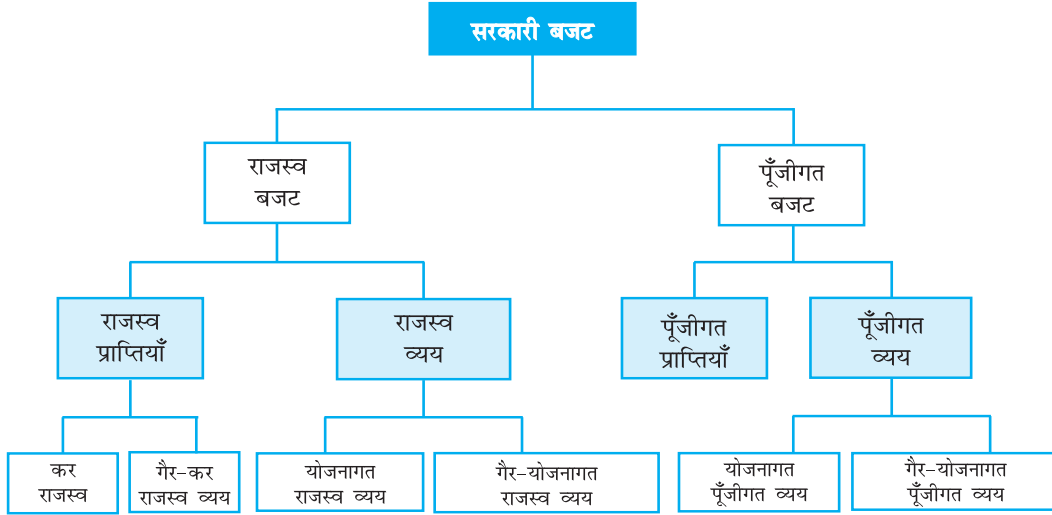 सरकारी बजट
राजस्व
बजट
पूँजीगत
बजट
राजस्व
प्राप्तियाँ
राजस्व
व्यय
पूँजीगत
प्राप्तियाँ
पूँजीगत
व्यय
कर
राजस्व
गैर-कर
राजस्व व्यय
योजनागत
राजस्व व्यय
गैर-योजनागत
राजस्व व्यय
योजनागत
पूँजीगत व्यय
गैर-योजनागत
पूँजीगत व्यय